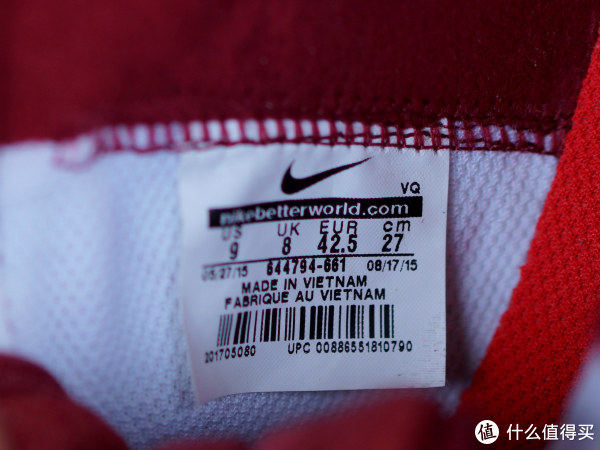 VQ
nikebetterworld.com
US UK EUR cm
9 8 42.5 27
05/27/15 644794-661 08/17/15
MADE IN VIETNAM
FABRIQUE AU VIETNAM
201705080 UPC 00886551810790
值 什么值得买